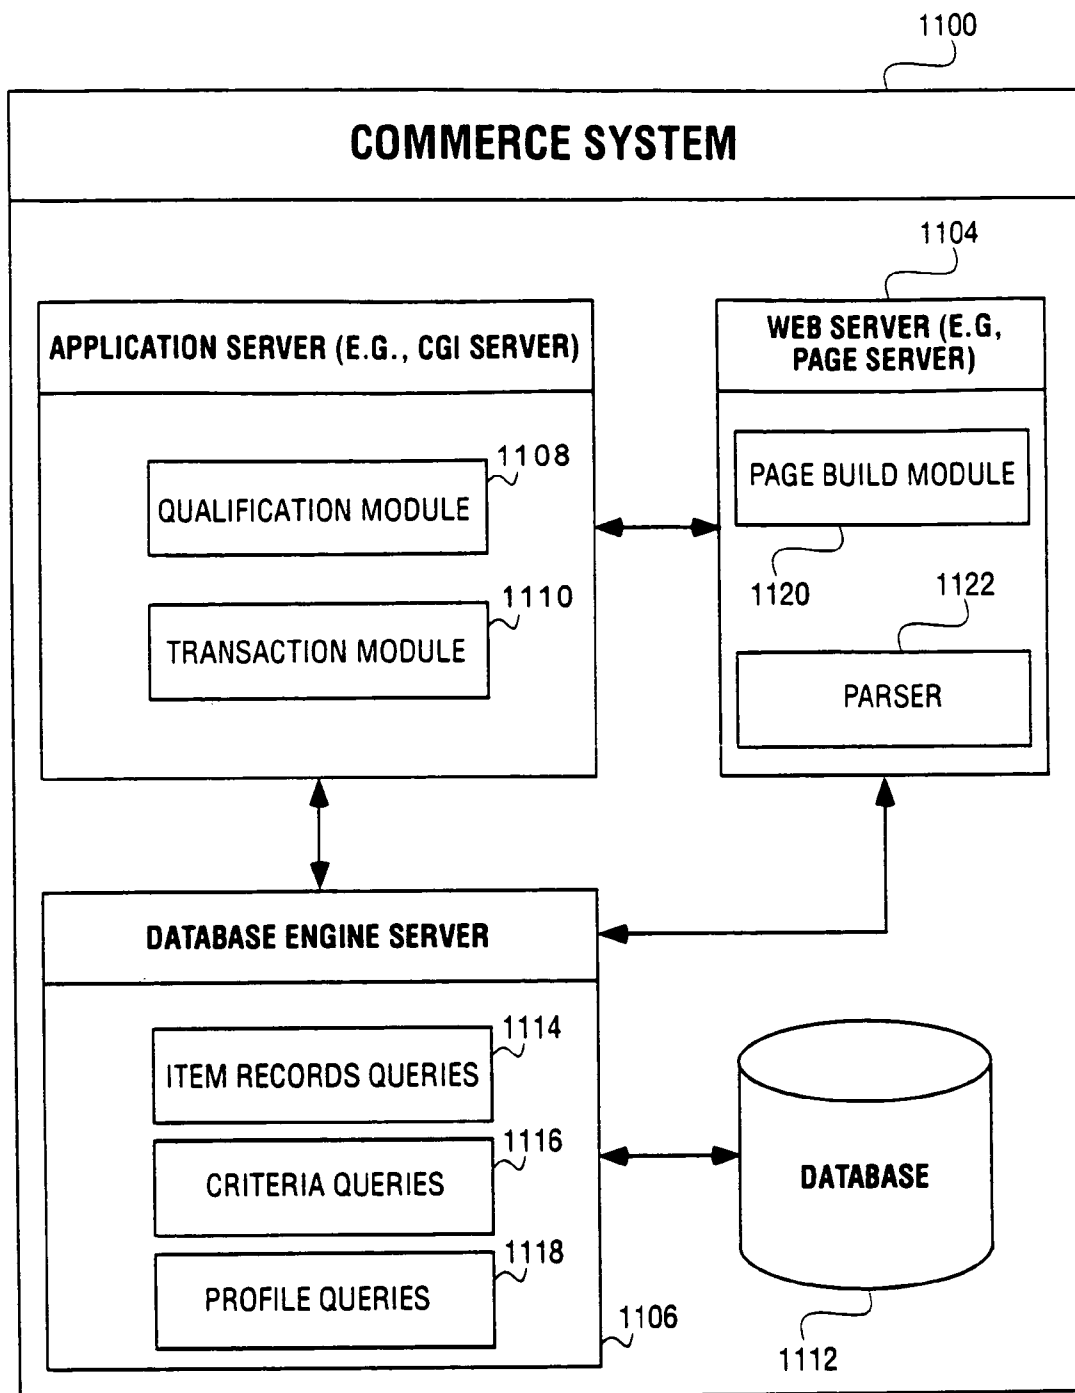 1100
COMMERCE SYSTEM
1104
APPLICATION SERVER (E.G., CGI SERVER)
WEB SERVER (E.G,
PAGE SERVER)
1108
QUALIFICATION MODULE
PAGE BUILD MODULE
1120
1110
TRANSACTION MODULE
1122
PARSER
DATABASE ENGINE SERVER
1114
ITEM RECORDS QUERIES
1116
CRITERIA QUERIES
1118
PROFILE QUERIES
1106
DATABASE
1112